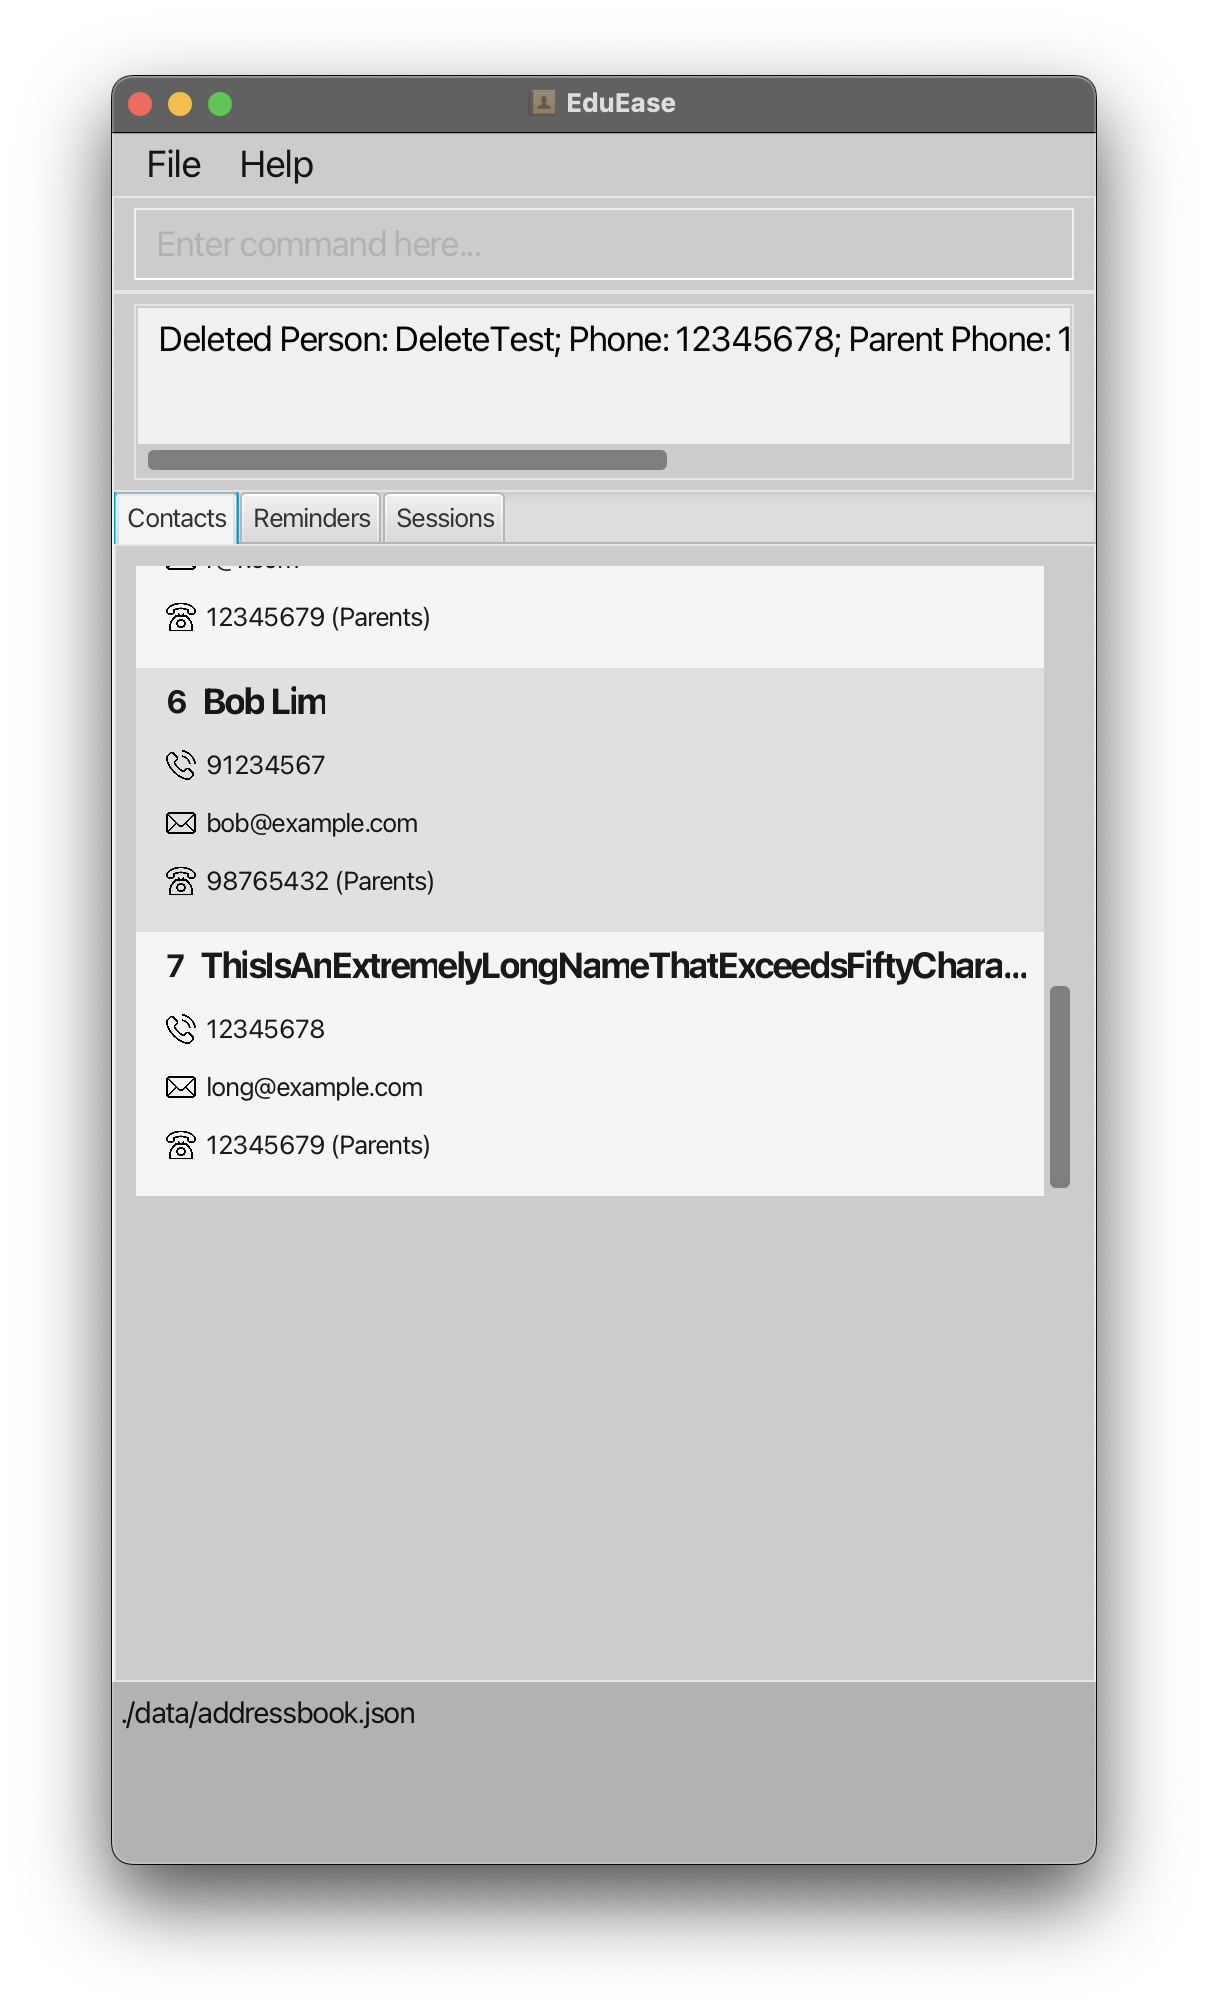 EduEase
File Help
Enter command here...
Deleted Person: DeleteTest; Phone: 12345678; Parent Phone: 1
Contacts Reminders Sessions
12345679 (Parents)
6 Bob Lim
91234567
bob@example.com
98765432 (Parents)
7 ThisIsAnExtremelyLongNameThatExceedsFiftyChara...
12345678
long@example.com
12345679 (Parents)
./data/addressbook.json